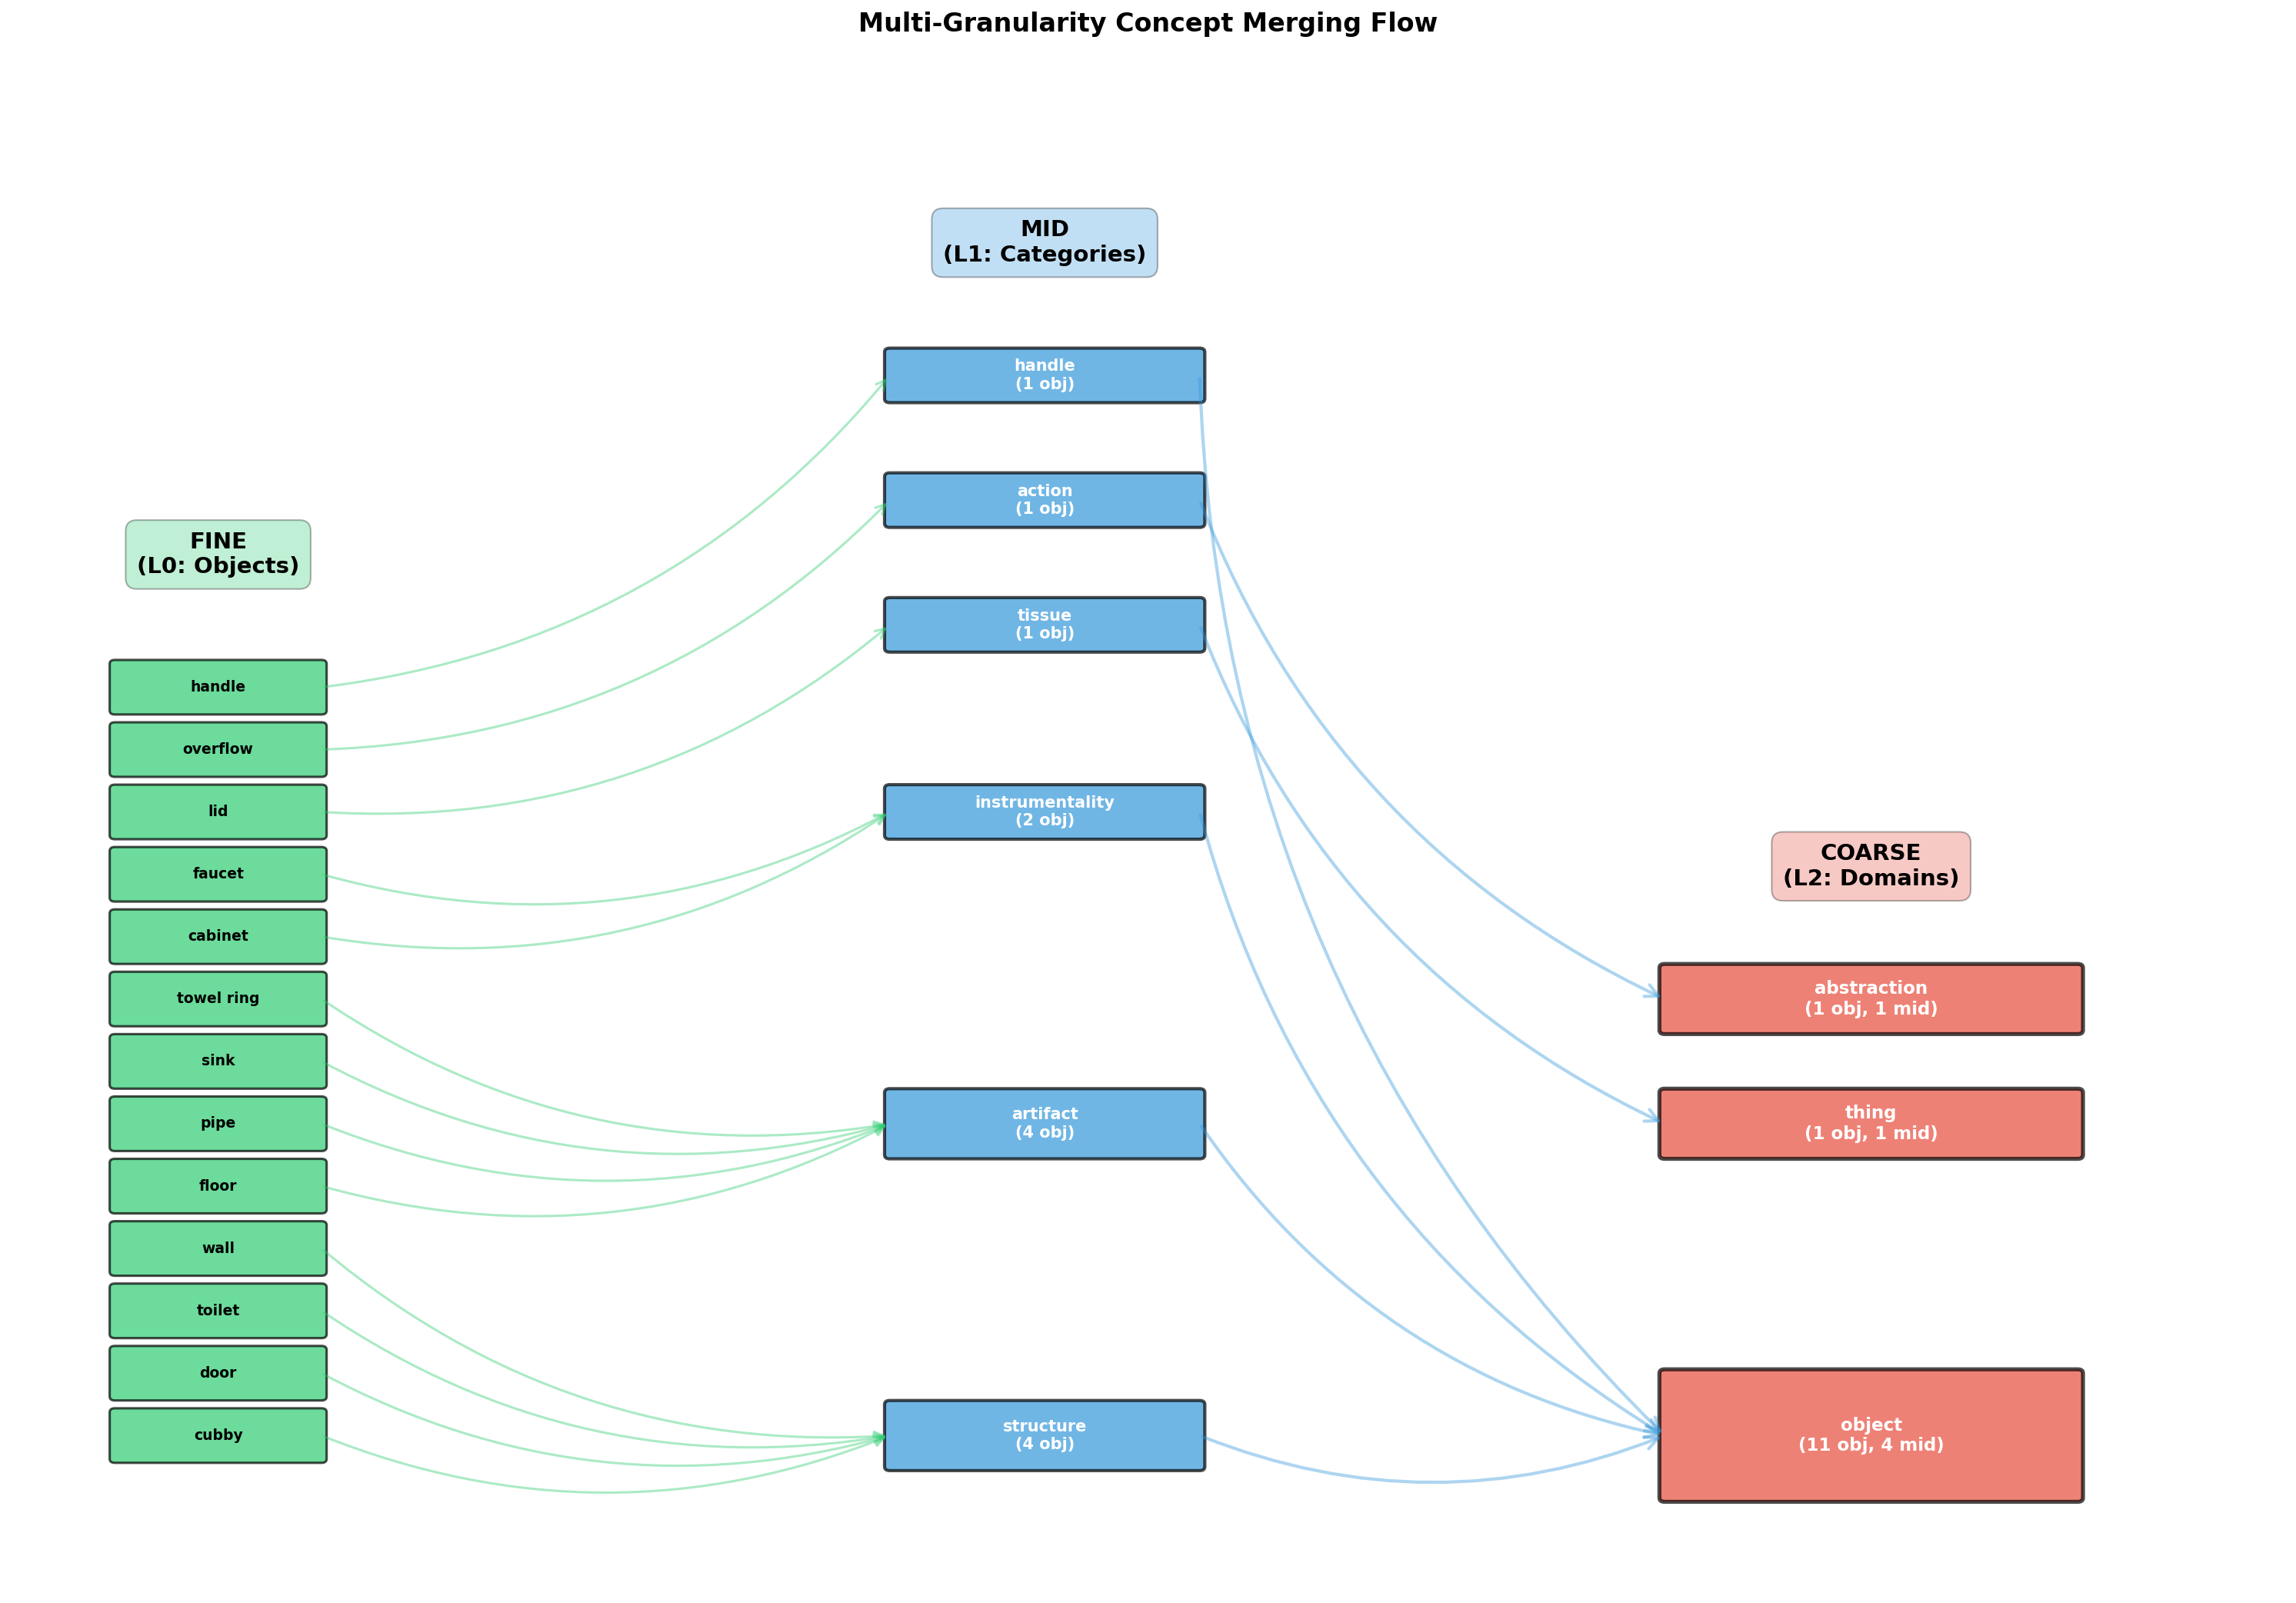 Multi-Granularity Concept Merging Flow
FINE
(L0: Objects)
handle
overflow
lid
faucet
cabinet
towel ring
sink
pipe
floor
wall
toilet
door
cubby
MID
(L1: Categories)
handle
(1 obj)
action
(1 obj)
tissue
(1 obj)
instrumentality
(2 obj)
artifact
(4 obj)
structure
(4 obj)
COARSE
(L2: Domains)
abstraction
(1 obj, 1 mid)
thing
(1 obj, 1 mid)
object
(11 obj, 4 mid)